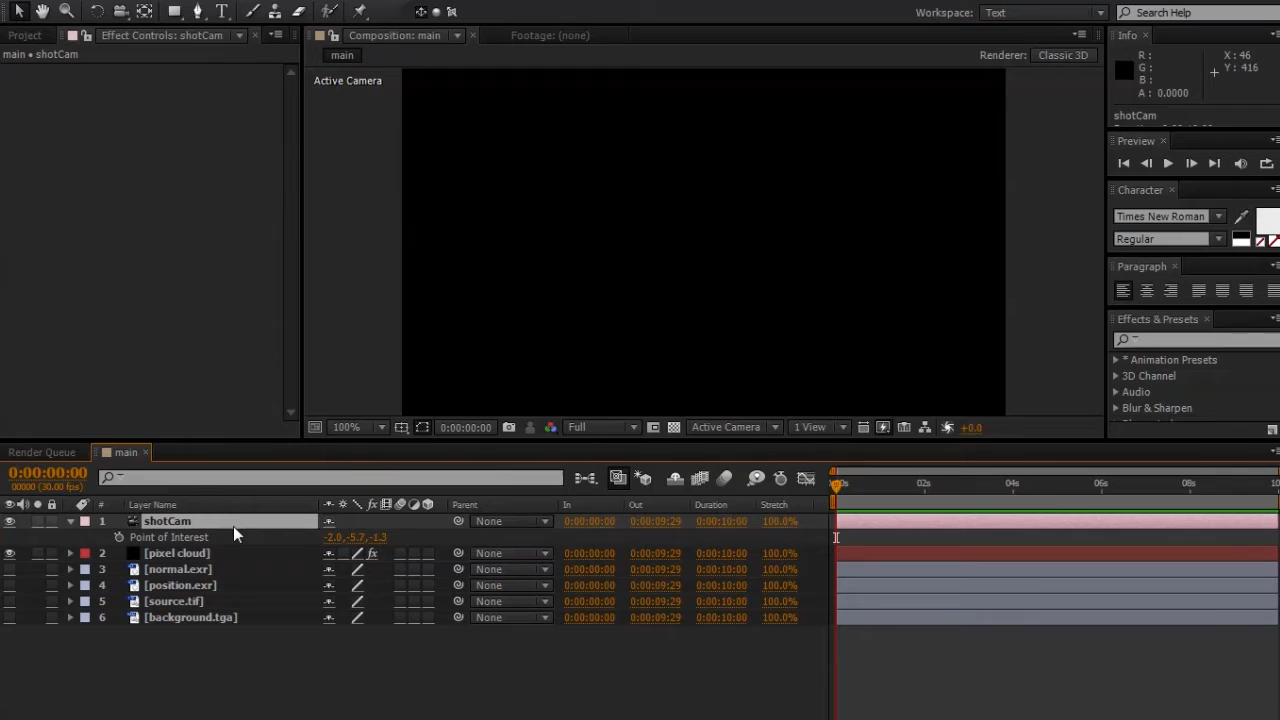 Workspace: Text
Search Help
Project
Effect Controls: shotCam
Composition: main
Footage: (none)
Info
main • shotCam
main
Renderer: Classic 3D
R:
G:
B:
A: 0.0000
X: 46
Y: 416
Active Camera
shotCam
Preview
Character
Times New Roman
Regular
Paragraph
Effects & Presets
* Animation Presets
3D Channel
Audio
Blur & Sharpen
100%
0:00:00:00
Full
Active Camera
1 View
+0.0
Render Queue
main
0:00:00:00
00000 (30.00 fps)
02s 04s 06s 08s 10s
# Layer Name Parent In Out Duration Stretch
1 shotCam None 0:00:00:00 0:00:09:29 0:00:10:00 100.0%
Point of Interest -2.0,-5.7,-1.3
2 [pixel cloud] fx None 0:00:00:00 0:00:09:29 0:00:10:00 100.0%
3 [normal.exr] None 0:00:00:00 0:00:09:29 0:00:10:00 100.0%
4 [position.exr] None 0:00:00:00 0:00:09:29 0:00:10:00 100.0%
5 [source.tif] None 0:00:00:00 0:00:09:29 0:00:10:00 100.0%
6 [background.tga] None 0:00:00:00 0:00:09:29 0:00:10:00 100.0%